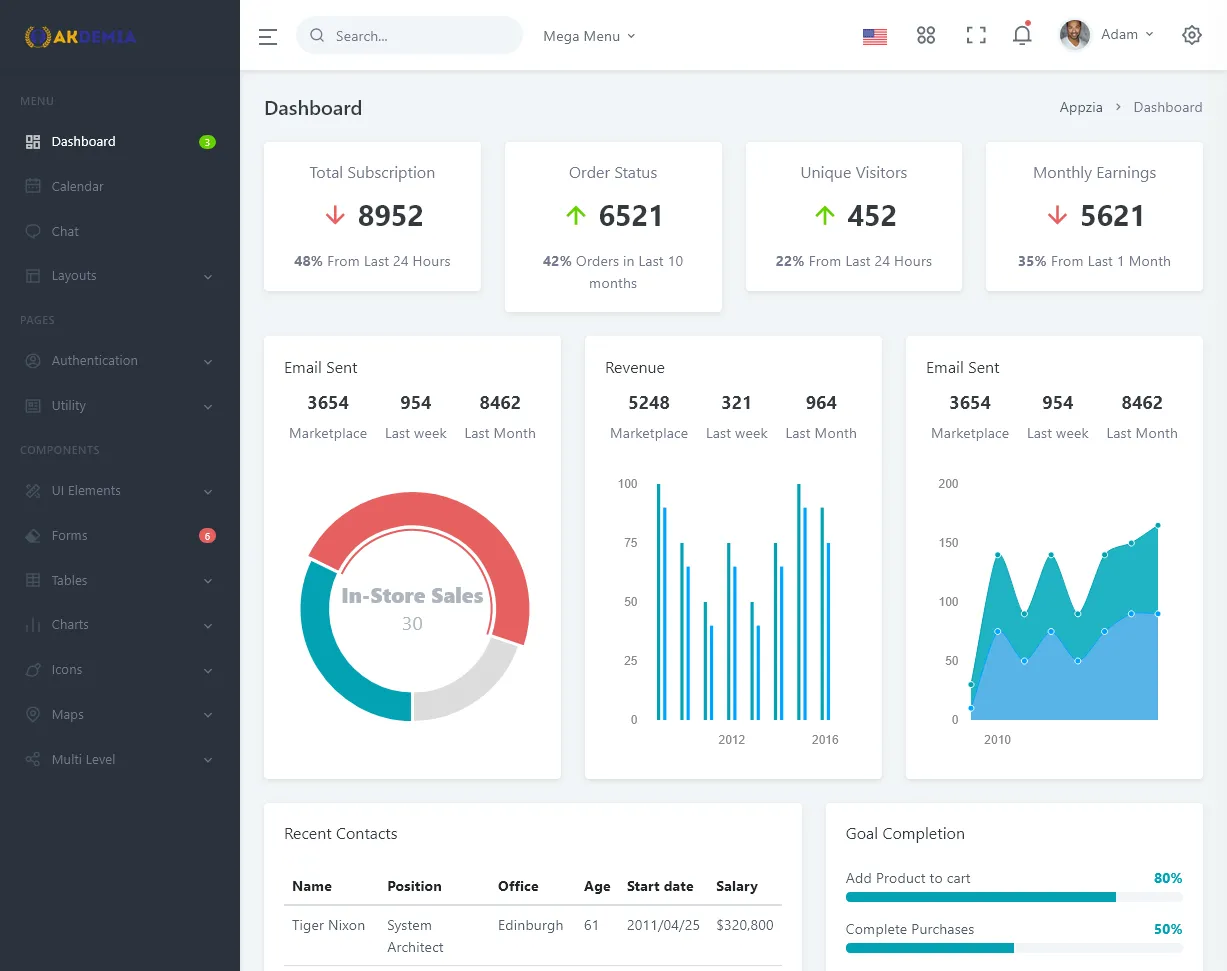 AKDEMIA
Search...
Mega Menu
Adam
MENU
Dashboard
3
Calendar
Chat
Layouts
PAGES
Authentication
Utility
COMPONENTS
UI Elements
Forms
6
Tables
Charts
Icons
Maps
Multi Level
Dashboard
Appzia > Dashboard
Total Subscription
8952
48% From Last 24 Hours
Order Status
6521
42% Orders in Last 10
months
Unique Visitors
452
22% From Last 24 Hours
Monthly Earnings
5621
35% From Last 1 Month
Email Sent
3654 954 8462
Marketplace Last week Last Month
In-Store Sales
30
Revenue
5248 321 964
Marketplace Last week Last Month
100
75
50
25
0
2012 2016
Email Sent
3654 954 8462
Marketplace Last week Last Month
200
150
100
50
0
2010
Recent Contacts
Name Position Office Age Start date Salary
Tiger Nixon System Edinburgh 61 2011/04/25 $320,800
Architect
Goal Completion
Add Product to cart 80%
Complete Purchases 50%